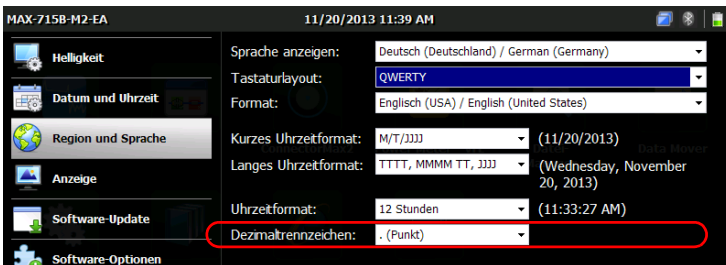 MAX-715B-M2-EA 11/20/2013 11:39 AM
Helligkeit
Datum und Uhrzeit
Region und Sprache
Anzeige
Software-Update
Software-Optionen
Sprache anzeigen: Deutsch (Deutschland) / German (Germany)
Tastaturlayout: QWERTY
Format: Englisch (USA) / English (United States)
Kurzes Uhrzeitformat: M/T/JJJJ (11/20/2013)
Langes Uhrzeitformat: TTTT, MMMM TT, JJJJ (Wednesday, November
20, 2013)
Uhrzeitformat: 12 Stunden (11:33:27 AM)
Dezimaltrennzeichen: . (Punkt)
Data Mover